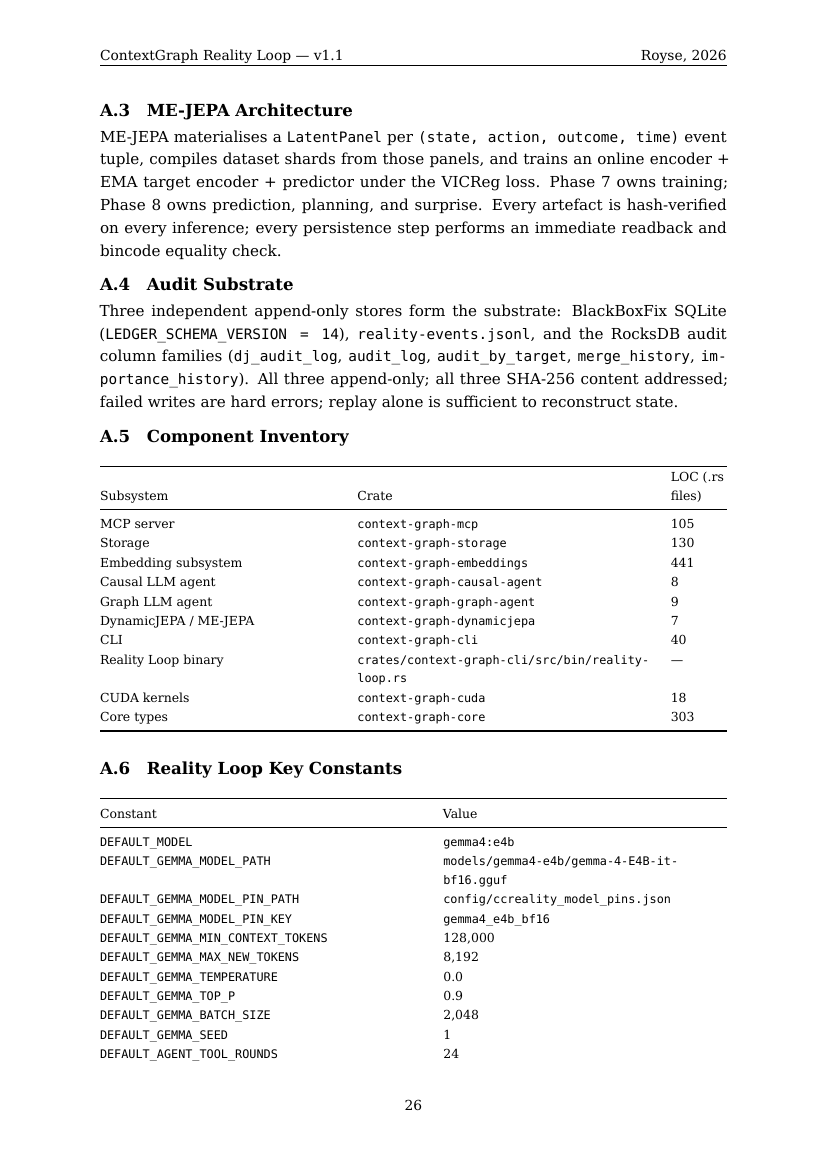 ContextGraph Reality Loop — v1.1 Royse, 2026
A.3 ME-JEPA Architecture
ME-JEPA materialises a LatentPanel per (state, action, outcome, time) event
tuple, compiles dataset shards from those panels, and trains an online encoder +
EMA target encoder + predictor under the VICReg loss. Phase 7 owns training;
Phase 8 owns prediction, planning, and surprise. Every artefact is hash-verified
on every inference; every persistence step performs an immediate readback and
bincode equality check.
A.4 Audit Substrate
Three independent append-only stores form the substrate: BlackBoxFix SQLite
(LEDGER_SCHEMA_VERSION = 14), reality-events.jsonl, and the RocksDB audit
column families (dj_audit_log, audit_log, audit_by_target, merge_history, im-
portance_history). All three append-only; all three SHA-256 content addressed;
failed writes are hard errors; replay alone is sufficient to reconstruct state.
A.5 Component Inventory
LOC (.rs
Subsystem Crate files)
MCP server context-graph-mcp 105
Storage context-graph-storage 130
Embedding subsystem context-graph-embeddings 441
Causal LLM agent context-graph-causal-agent 8
Graph LLM agent context-graph-graph-agent 9
DynamicJEPA / ME-JEPA context-graph-dynamicjepa 7
CLI context-graph-cli 40
Reality Loop binary crates/context-graph-cli/src/bin/reality- —
loop.rs
CUDA kernels context-graph-cuda 18
Core types context-graph-core 303
A.6 Reality Loop Key Constants
Constant Value
DEFAULT_MODEL gemma4:e4b
DEFAULT_GEMMA_MODEL_PATH models/gemma4-e4b/gemma-4-E4B-it-
bf16.gguf
DEFAULT_GEMMA_MODEL_PIN_PATH config/ccreality_model_pins.json
DEFAULT_GEMMA_MODEL_PIN_KEY gemma4_e4b_bf16
DEFAULT_GEMMA_MIN_CONTEXT_TOKENS 128,000
DEFAULT_GEMMA_MAX_NEW_TOKENS 8,192
DEFAULT_GEMMA_TEMPERATURE 0.0
DEFAULT_GEMMA_TOP_P 0.9
DEFAULT_GEMMA_BATCH_SIZE 2,048
DEFAULT_GEMMA_SEED 1
DEFAULT_AGENT_TOOL_ROUNDS 24
26